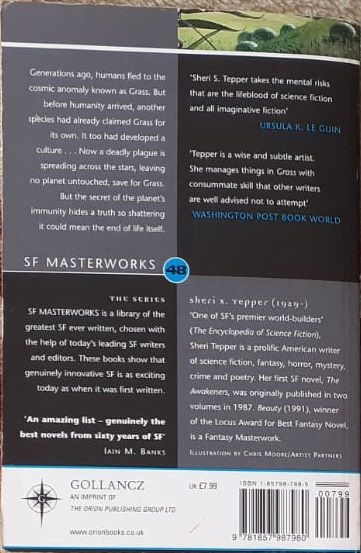 Generations ago, humans fled to the
cosmic anomaly known as Grass. But
before humanity arrived, another
species had already claimed Grass for
its own. It too had developed a
culture . . . Now a deadly plague is
spreading across the stars, leaving
no planet untouched, save for Grass.
But the secret of the planet's
immunity hides a truth so shattering
it could mean the end of life itself.
'Sheri S. Tepper takes the mental risks
that are the lifeblood of science fiction
and all imaginative fiction'
URSULA K. LE GUIN
'Tepper is a wise and subtle artist.
She manages things in Grass with
consummate skill that other writers
are well advised not to attempt'
WASHINGTON POST BOOK WORLD
SF MASTERWORKS 48
THE SERIES
SF MASTERWORKS is a library of the
greatest SF ever written, chosen with
the help of today's leading SF writers
and editors. These books show that
genuinely innovative SF is as exciting
today as when it was first written.
'An amazing list – genuinely the
best novels from sixty years of SF'
IAIN M. BANKS
sheri s. tepper (1929-)
'One of SF's premier world-builders'
(The Encyclopedia of Science Fiction),
Sheri Tepper is a prolific American writer
of science fiction, fantasy, horror, mystery,
crime and poetry. Her first SF novel, The
Awakeners, was originally published in two
volumes in 1987. Beauty (1991), winner
of the Locus Award for Best Fantasy Novel,
is a Fantasy Masterwork.
ILLUSTRATION BY CHRIS MOORE/ARTIST PARTNERS
GOLLANCZ
AN IMPRINT OF
THE ORION PUBLISHING GROUP LTD
www.orionbooks.co.uk
UK £7.99
ISBN 1-85798-798-5
00799
9 781857 987980